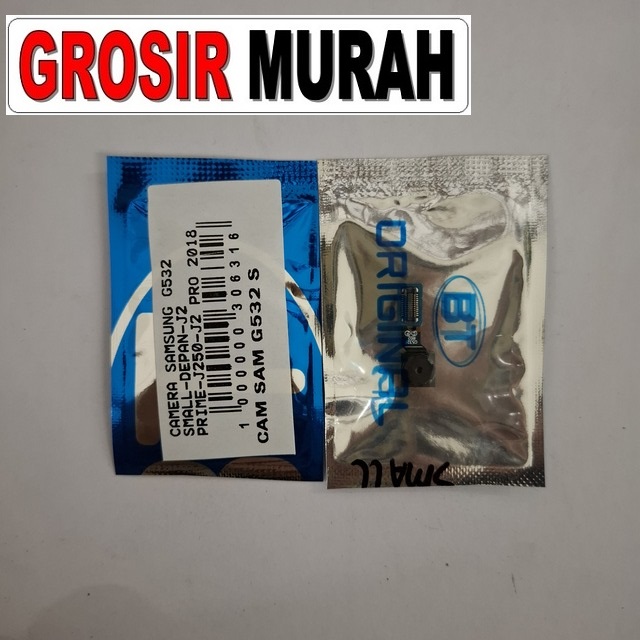 GROSIR MURAH
CAMERA SAMSUNG G532
SMALL-DEPAN-J2
PRIME-J250-J2 PRO 2018
1 000000 306316
CAM SAM G532 S
BT
ORIGINAL
SMALL